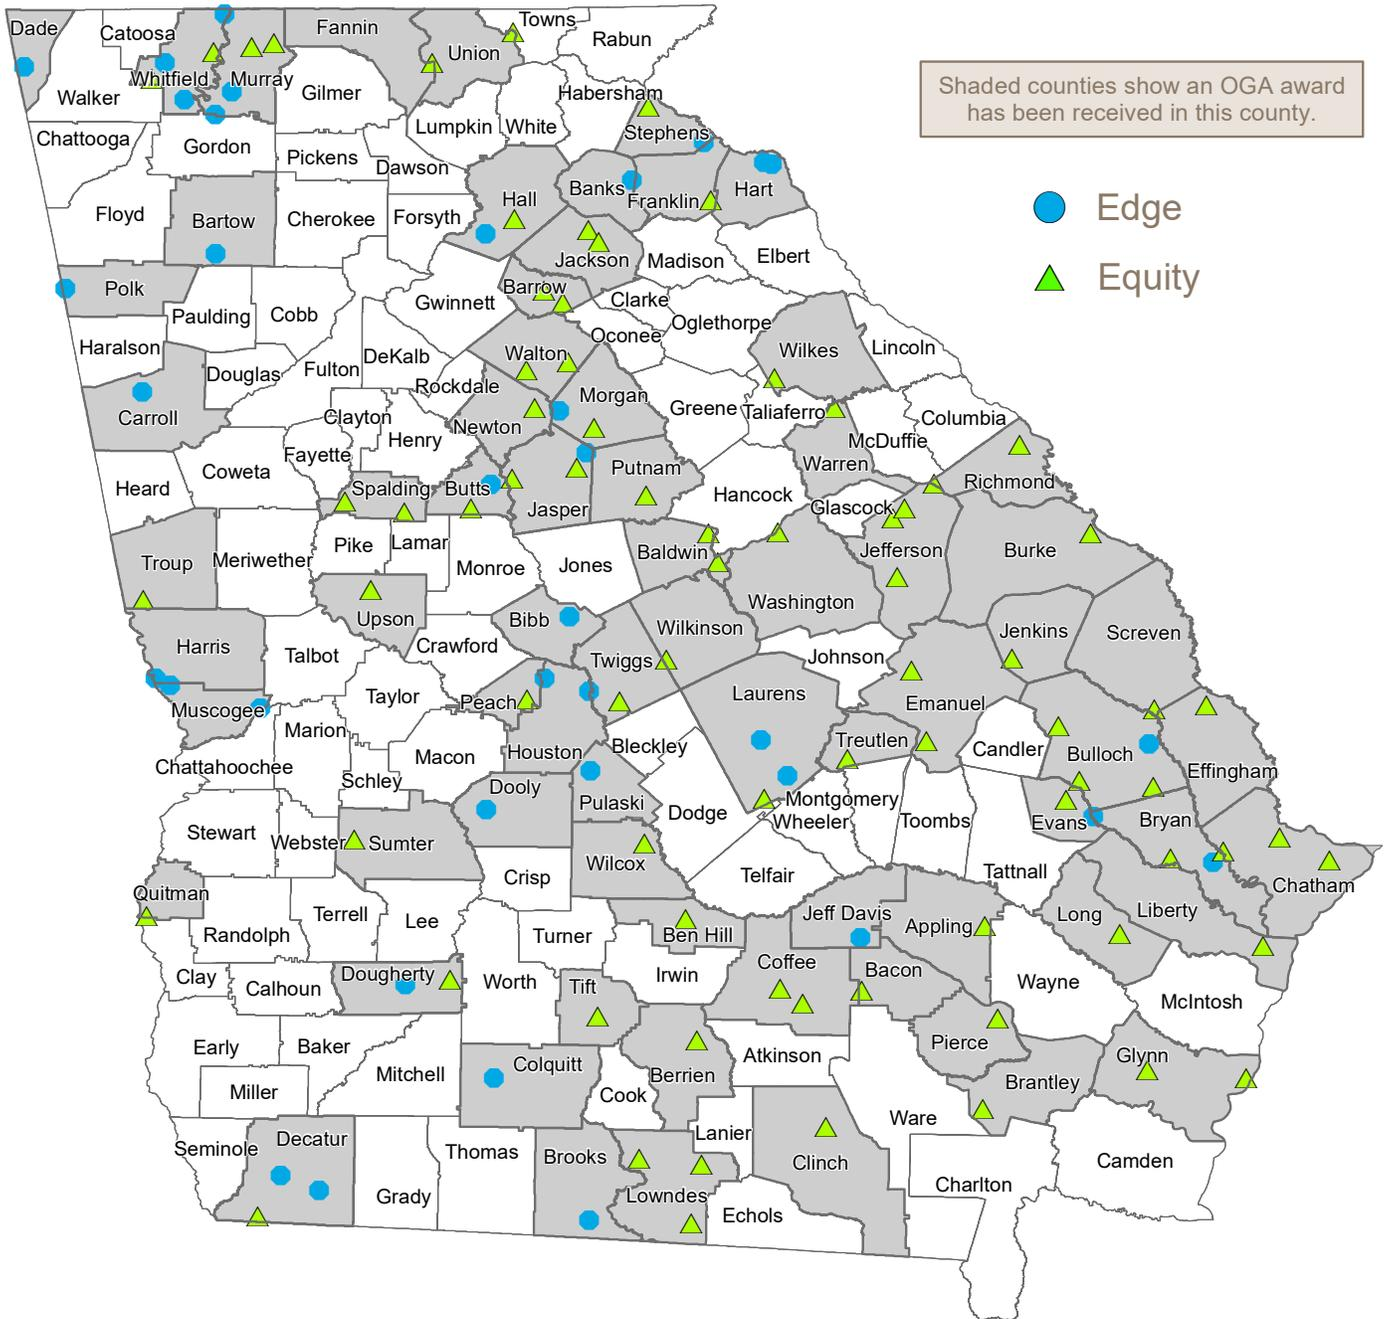 Dade
Catoosa
Fannin
Towns
Rabun
Union
Whitfield
Murray
Walker
Gilmer
Habersham
Shaded counties show an OGA award
has been received in this county.
Lumpkin
White
Stephens
Chattooga
Gordon
Pickens
Dawson
Banks
Franklin
Hart
Edge
Floyd
Bartow
Cherokee
Forsyth
Hall
Jackson
Madison
Elbert
Equity
Polk
Paulding
Cobb
Gwinnett
Barrow
Clarke
Oglethorpe
Oconee
Haralson
Douglas
Fulton
DeKalb
Rockdale
Walton
Wilkes
Lincoln
Carroll
Clayton
Henry
Newton
Morgan
Greene
Taliaferro
McDuffie
Columbia
Coweta
Fayette
Heard
Spalding
Butts
Jasper
Putnam
Hancock
Warren
Glascock
Richmond
Troup
Meriwether
Pike
Lamar
Monroe
Jones
Baldwin
Jefferson
Burke
Upson
Bibb
Wilkinson
Washington
Jenkins
Screven
Harris
Talbot
Crawford
Twiggs
Johnson
Muscogee
Taylor
Peach
Laurens
Emanuel
Marion
Macon
Houston
Bleckley
Treutlen
Candler
Bulloch
Effingham
Chattahoochee
Schley
Dooly
Pulaski
Dodge
Montgomery
Wheeler
Toombs
Evans
Bryan
Stewart
Webster
Sumter
Wilcox
Crisp
Telfair
Tattnall
Chatham
Quitman
Terrell
Lee
Randolph
Turner
Ben Hill
Jeff Davis
Appling
Long
Liberty
Clay
Calhoun
Dougherty
Worth
Tift
Irwin
Coffee
Bacon
Wayne
McIntosh
Early
Baker
Mitchell
Miller
Colquitt
Cook
Berrien
Atkinson
Pierce
Brantley
Glynn
Seminole
Decatur
Grady
Thomas
Brooks
Lanier
Lowndes
Echols
Clinch
Ware
Charlton
Camden